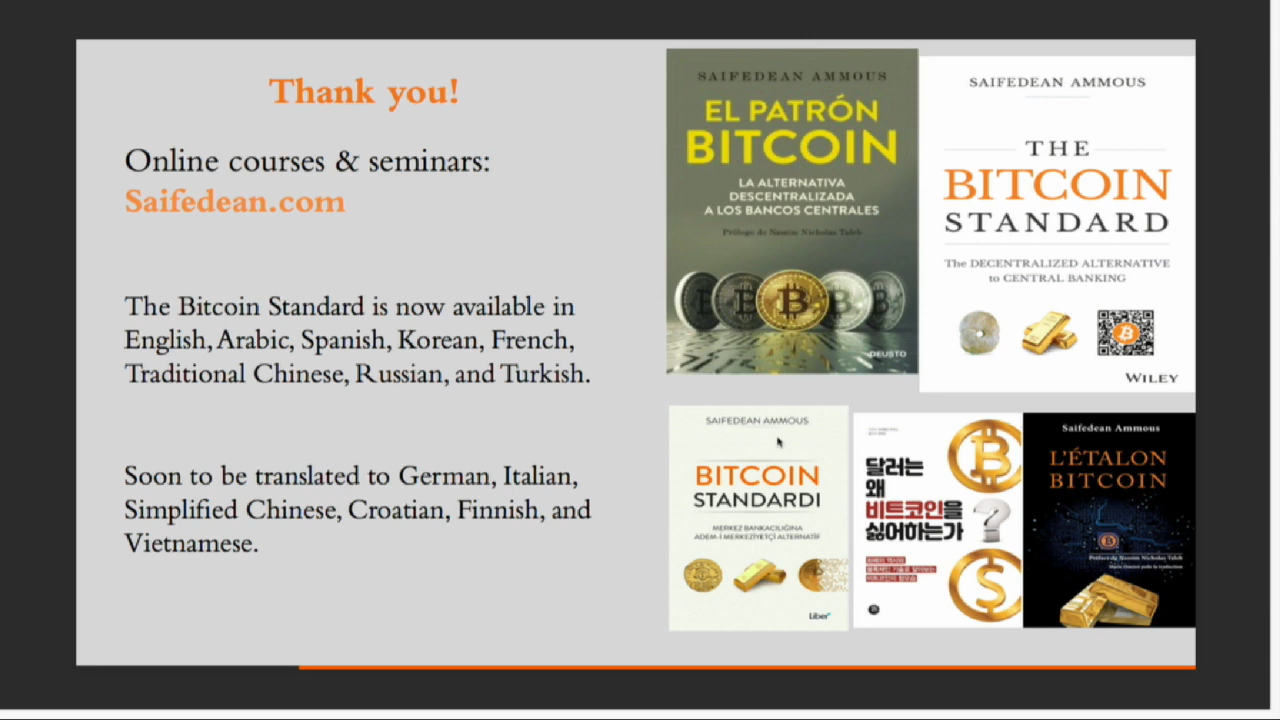 Thank you!
Online courses & seminars:
Saifedean.com
The Bitcoin Standard is now available in
English, Arabic, Spanish, Korean, French,
Traditional Chinese, Russian, and Turkish.
Soon to be translated to German, Italian,
Simplified Chinese, Croatian, Finnish, and
Vietnamese.
SAIFEDEAN AMMOUS
EL PATRÓN
BITCOIN
LA ALTERNATIVA
DESCENTRALIZADA
A LOS BANCOS CENTRALES
Prólogo de Nassim Nicholas Taleb
DEUSTO
SAIFEDEAN AMMOUS
THE
BITCOIN
STANDARD
The DECENTRALIZED ALTERNATIVE
to CENTRAL BANKING
WILEY
SAIFEDEAN AMMOUS
BITCOIN
STANDARDI
MERKEZ BANKACILIĞINA
ADEM-İ MERKEZİYETÇİ ALTERNATİF
Liber
달러는
왜
비트코인을
싫어하는가
Saifedean Ammous
L'ÉTALON
BITCOIN
Préface de Nassim Nicholas Taleb